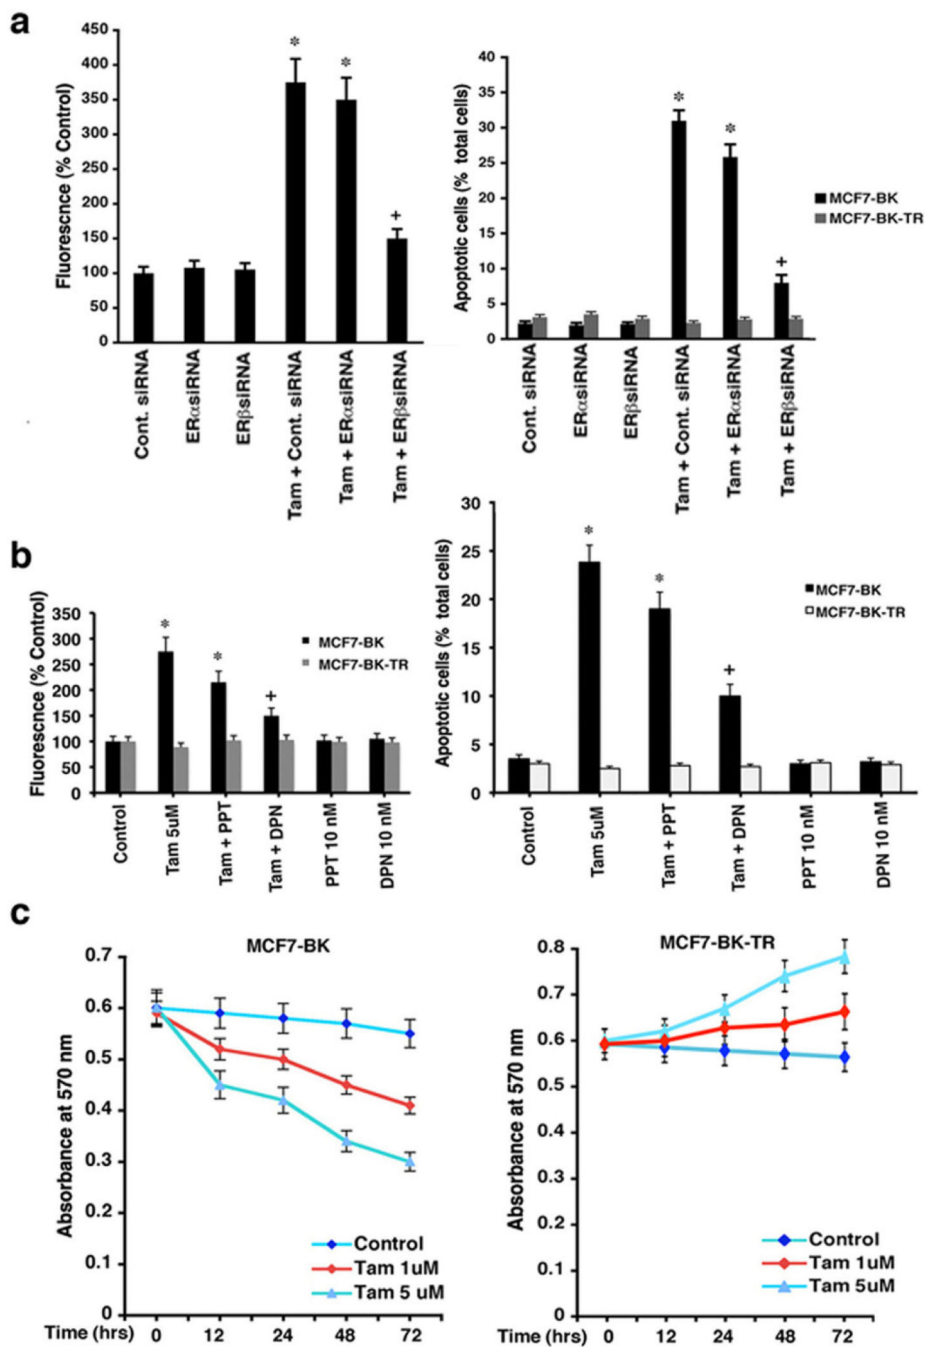 a
Fluorescnce (% Control)
450
400
350
300
250
200
150
100
50
0
* * +
Cont. siRNA
ERαsiRNA
ERβsiRNA
Tam + Cont. siRNA
Tam + ERαsiRNA
Tam + ERβsiRNA
Apoptotic cells (% total cells)
40
35
30
25
20
15
10
5
0
* * +
MCF7-BK
MCF7-BK-TR
Cont. siRNA
ERαsiRNA
ERβsiRNA
Tam + Cont. siRNA
Tam + ERαsiRNA
Tam + ERβsiRNA
b
Fluorescnce (% Control)
350
300
250
200
150
100
50
0
* * +
MCF7-BK
MCF7-BK-TR
Control
Tam 5uM
Tam + PPT
Tam + DPN
PPT 10 nM
DPN 10 nM
Apoptotic cells (% total cells)
30
25
20
15
10
5
0
* * +
MCF7-BK
MCF7-BK-TR
Control
Tam 5uM
Tam + PPT
Tam + DPN
PPT 10 nM
DPN 10 nM
c
MCF7-BK
Absorbance at 570 nm
0.7
0.6
0.5
0.4
0.3
0.2
0.1
0
Control
Tam 1uM
Tam 5 uM
Time (hrs) 0 12 24 48 72
MCF7-BK-TR
Absorbance at 570 nm
0.8
0.7
0.6
0.5
0.4
0.3
0.2
0.1
0
Control
Tam 1uM
Tam 5uM
Time (hrs) 0 12 24 48 72